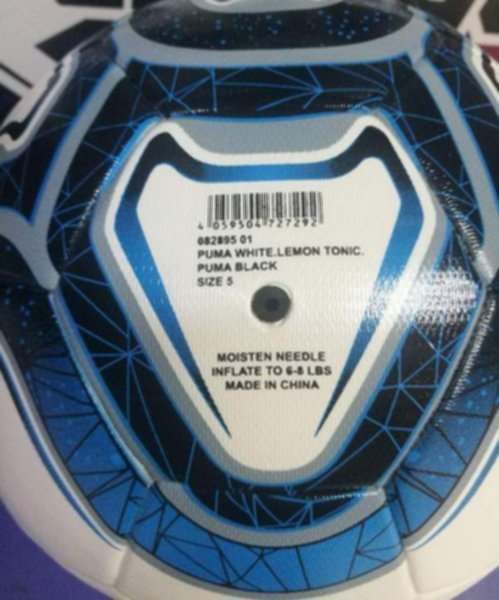 4 059504 727292
082895 01
PUMA WHITE.LEMON TONIC.
PUMA BLACK
SIZE 5
MOISTEN NEEDLE
INFLATE TO 6-8 LBS
MADE IN CHINA